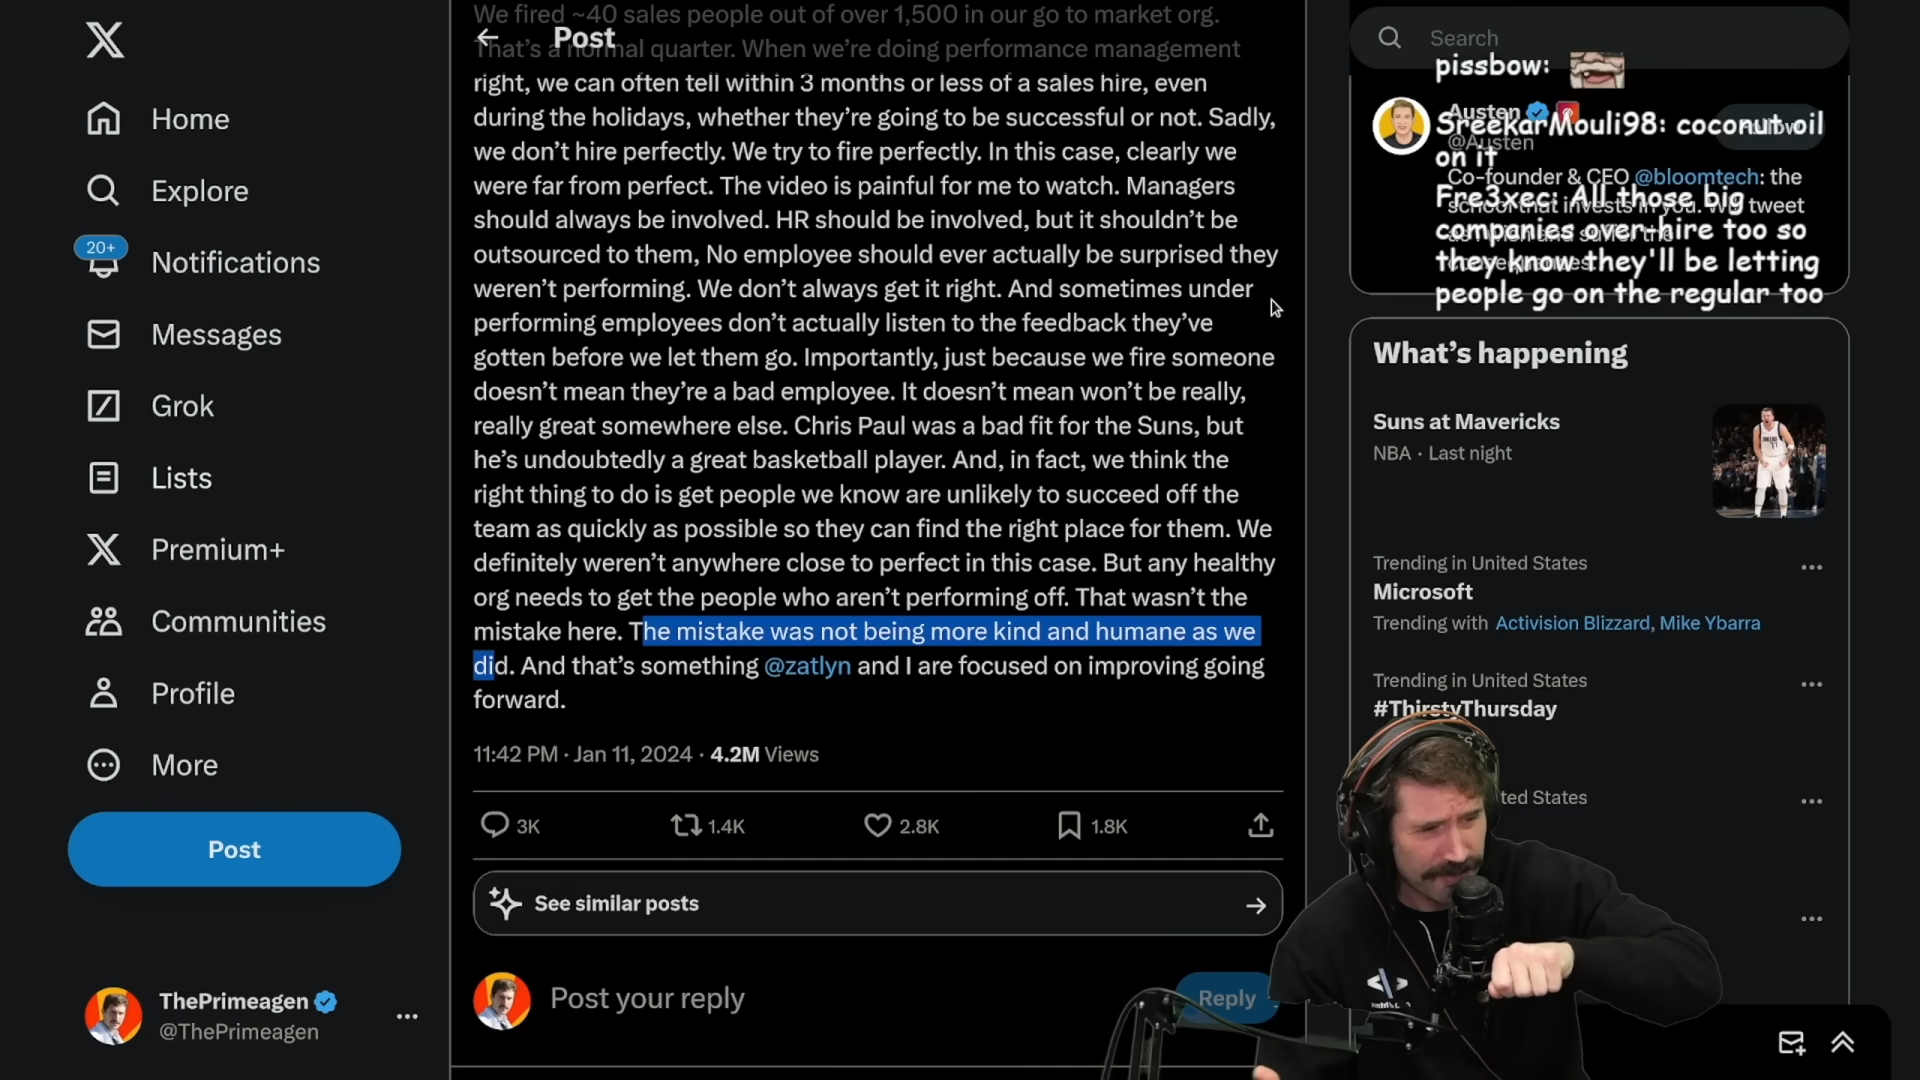 Home
Explore
20+
Notifications
Messages
Grok
Lists
Premium+
Communities
Profile
More
Post
ThePrimeagen
@ThePrimeagen
Post
We fired ~40 sales people out of over 1,500 in our go to market org.
That's a normal quarter. When we're doing performance management
right, we can often tell within 3 months or less of a sales hire, even
during the holidays, whether they're going to be successful or not. Sadly,
we don't hire perfectly. We try to fire perfectly. In this case, clearly we
were far from perfect. The video is painful for me to watch. Managers
should always be involved. HR should be involved, but it shouldn't be
outsourced to them, No employee should ever actually be surprised they
weren't performing. We don't always get it right. And sometimes under
performing employees don't actually listen to the feedback they've
gotten before we let them go. Importantly, just because we fire someone
doesn't mean they're a bad employee. It doesn't mean won't be really,
really great somewhere else. Chris Paul was a bad fit for the Suns, but
he's undoubtedly a great basketball player. And, in fact, we think the
right thing to do is get people we know are unlikely to succeed off the
team as quickly as possible so they can find the right place for them. We
definitely weren't anywhere close to perfect in this case. But any healthy
org needs to get the people who aren't performing off. That wasn't the
mistake here. The mistake was not being more kind and humane as we
did. And that's something @zatlyn and I are focused on improving going
forward.
11:42 PM · Jan 11, 2024 · 4.2M Views
3K
1.4K
2.8K
1.8K
See similar posts
Post your reply
Reply
Search
pissbow:
Austen
@Austen
SreekarMouli98: coconut oil
on it
Co-founder & CEO @bloomtech: the
school that invests in you. We tweet
Fre3xec: All those big
companies over-hire too so
they know they'll be letting
people go on the regular too
What's happening
Suns at Mavericks
NBA · Last night
Trending in United States
Microsoft
Trending with Activision Blizzard, Mike Ybarra
Trending in United States
#ThirstyThursday
ted States